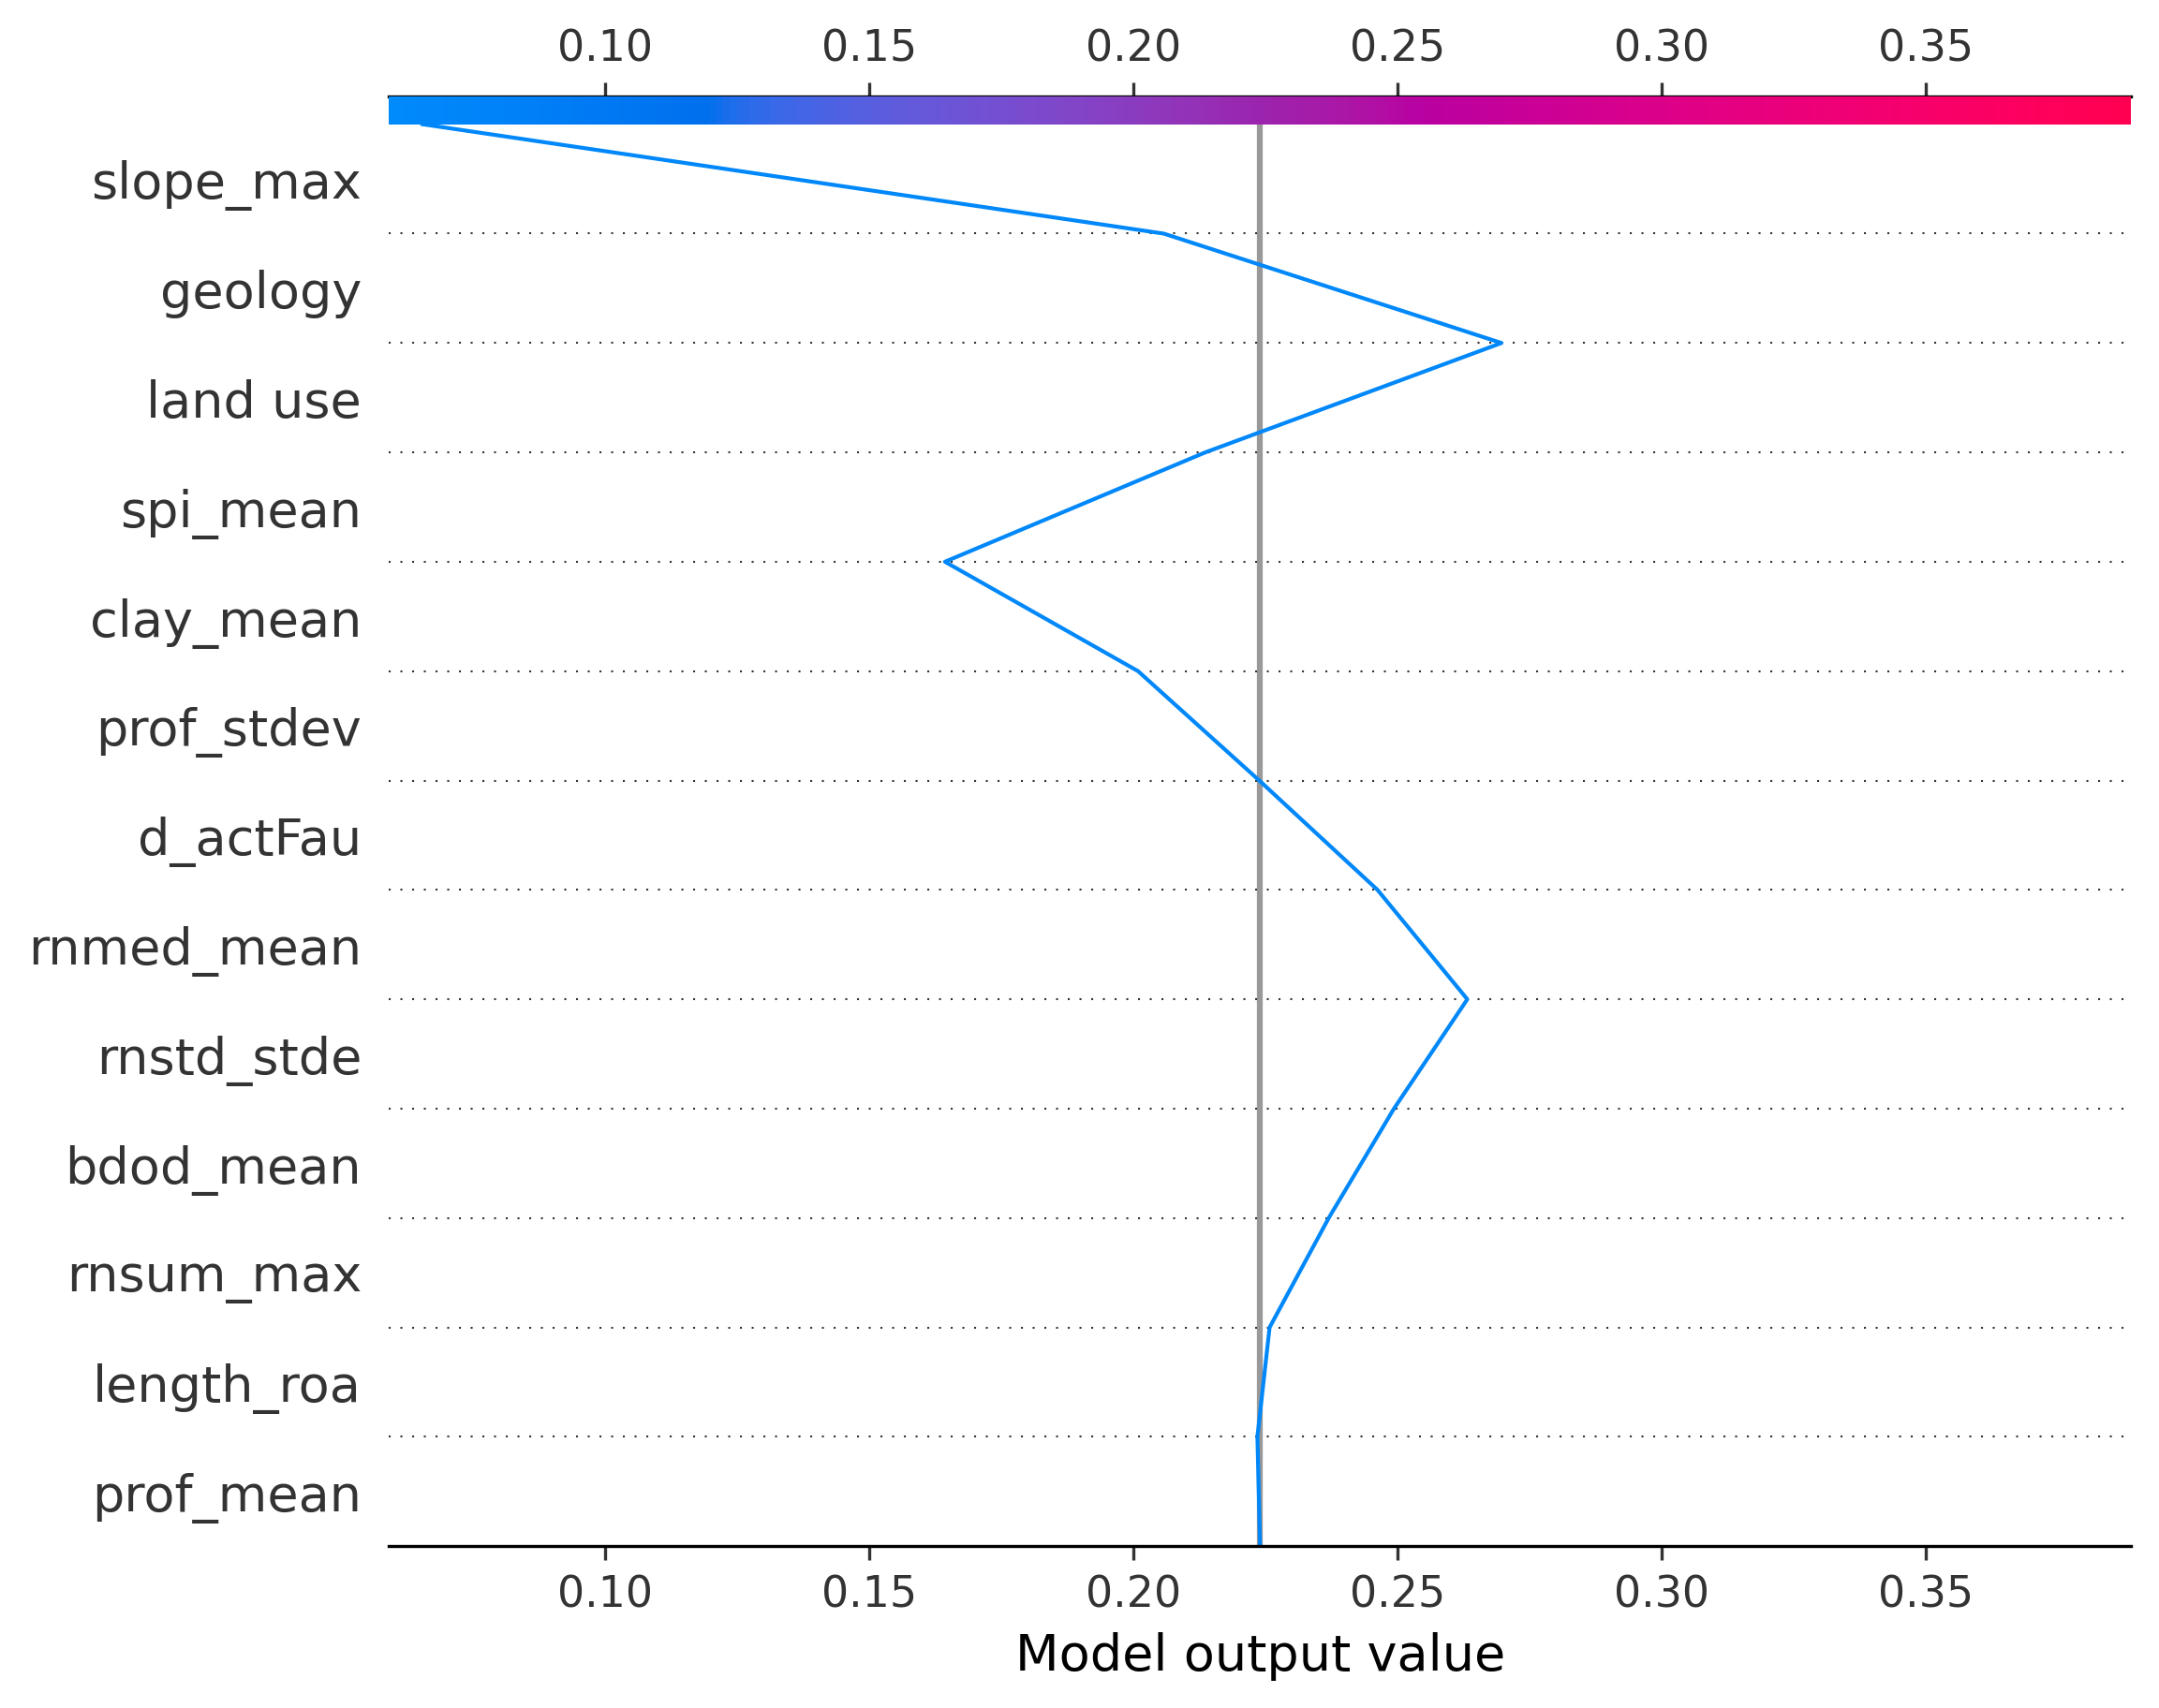 0.10 0.15 0.20 0.25 0.30 0.35
slope_max
geology
land use
spi_mean
clay_mean
prof_stdev
d_actFau
rnmed_mean
rnstd_stde
bdod_mean
rnsum_max
length_roa
prof_mean
0.10 0.15 0.20 0.25 0.30 0.35
Model output value